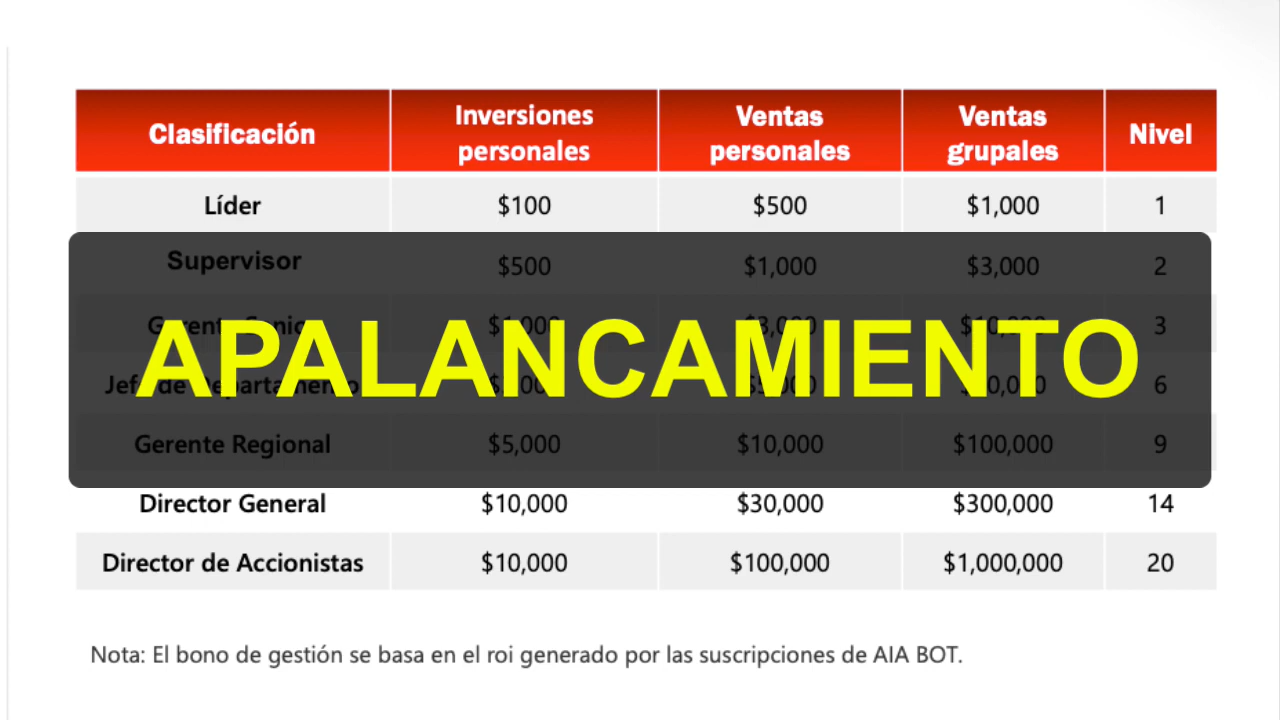 Clasificación Inversiones personales Ventas personales Ventas grupales Nivel
Líder $100 $500 $1,000 1
Supervisor $500 $1,000 $3,000 2
3
APALANCAMIENTO
6
Gerente Regional $5,000 $10,000 $100,000 9
Director General $10,000 $30,000 $300,000 14
Director de Accionistas $10,000 $100,000 $1,000,000 20
Nota: El bono de gestión se basa en el roi generado por las suscripciones de AIA BOT.